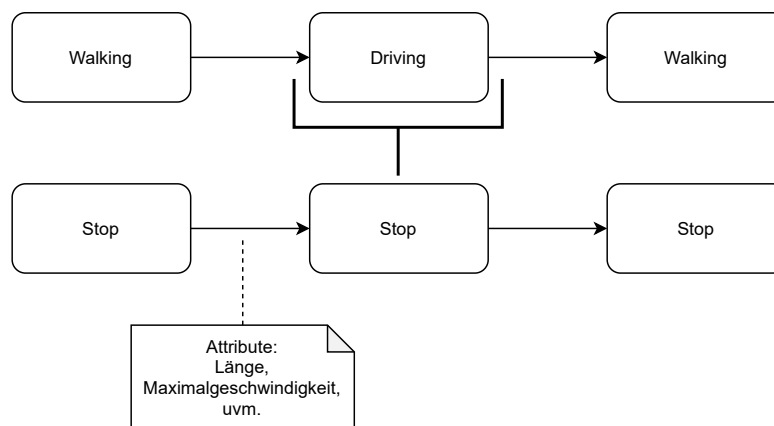 Walking
Driving
Walking
Stop
Stop
Stop
Attribute:
Länge,
Maximalgeschwindigkeit,
uvm.